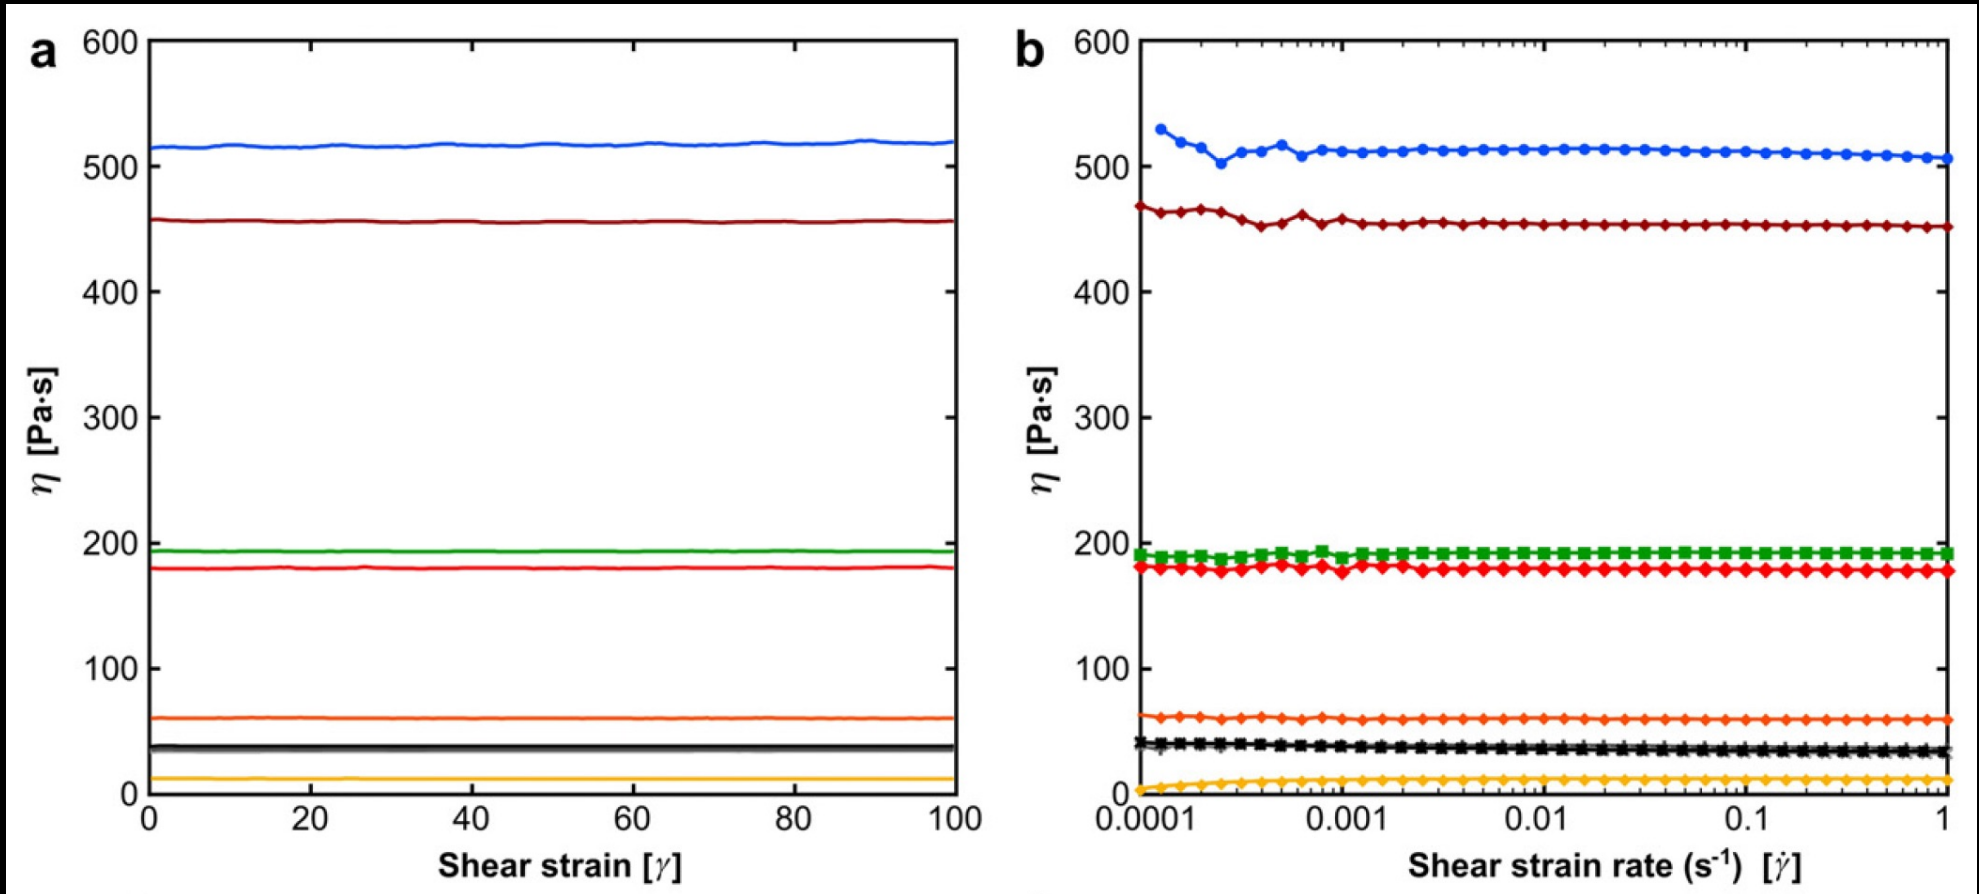 a
600
500
400
300
200
100
0
η [Pa·s]
0 20 40 60 80 100
Shear strain [γ]
b
600
500
400
300
200
100
0
η [Pa·s]
0.0001 0.001 0.01 0.1 1
Shear strain rate (s⁻¹) [γ̇]